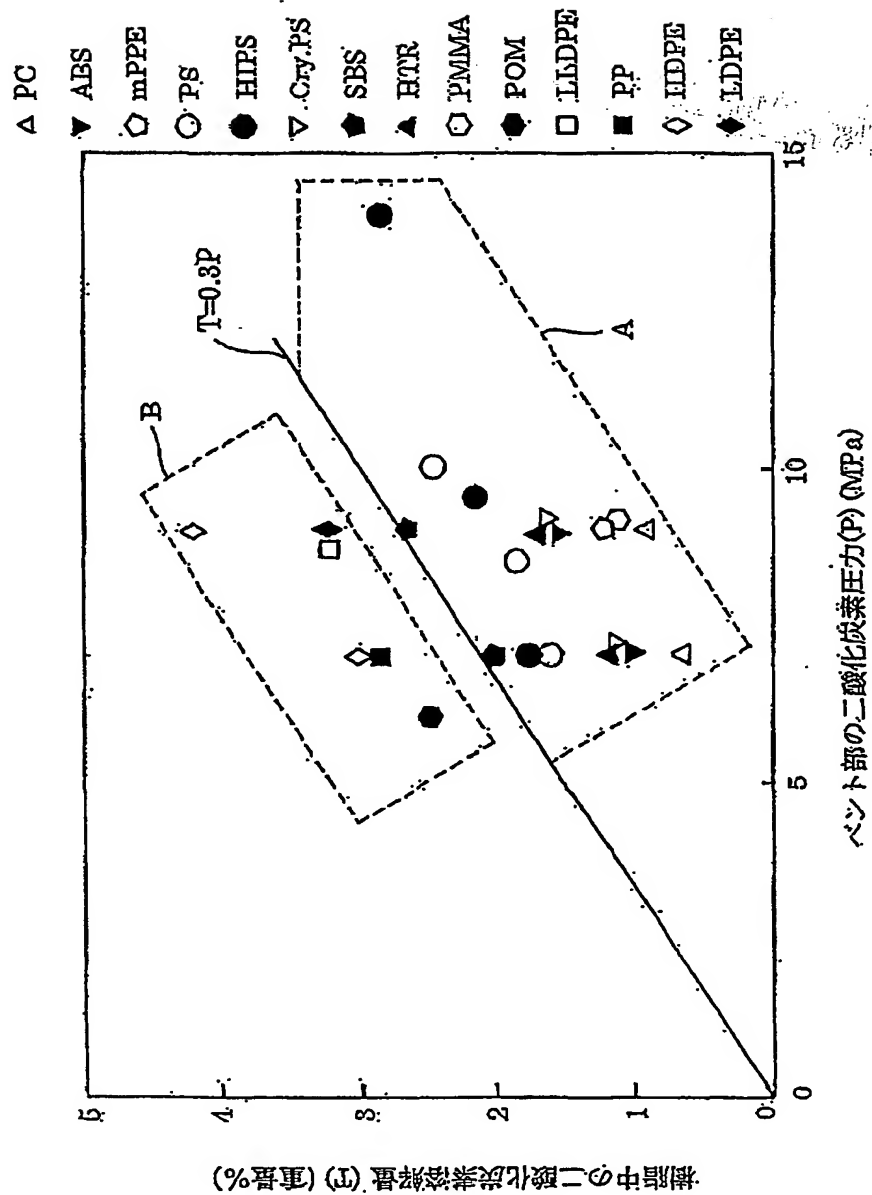 △ PC
▼ ABS
⬠ mPPE
○ PS
● HIPS
▽ Cry.PS
⬟ SBS
▲ HTR
⬡ PMMA
⬢ POM
□ LLDPE
■ PP
◇ HDPE
◆ LDPE
T=0.3P
A
B
5
4
3
2
1
0
0
5
10
15
樹脂中の二酸化炭素溶解量 (T) (重量%)
ベント部の二酸化炭素圧力(P) (MPa)